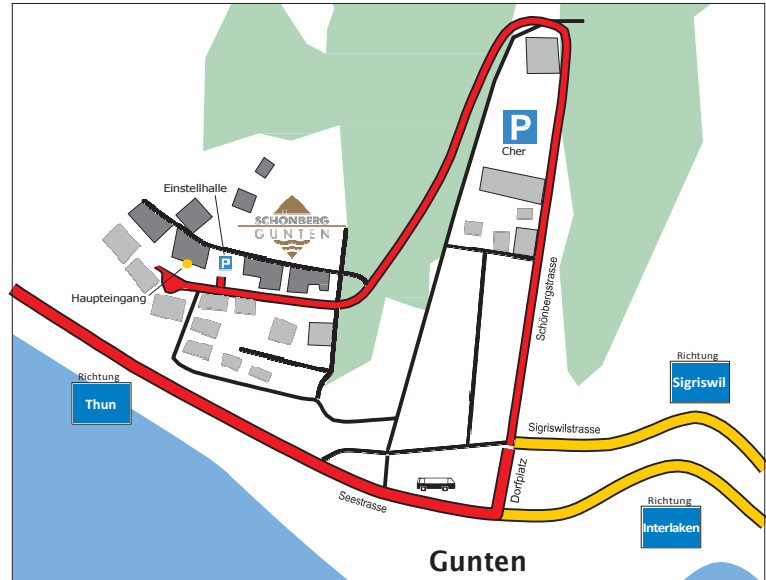 P
Cher
Einstellhalle
SCHÖNBERG
GUNTEN
P
Haupteingang
Schönbergstrasse
Richtung
Thun
Richtung
Sigriswil
Sigriswilstrasse
Dorfplatz
Seestrasse
Richtung
Interlaken
Gunten